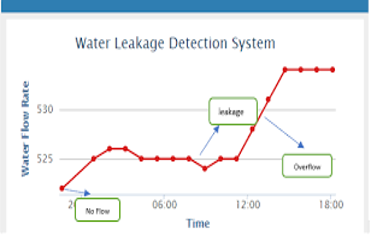 Water Leakage Detection System
Water Flow Rate
530
525
leakage
Overflow
No Flow
06:00
12:00
18:00
Time